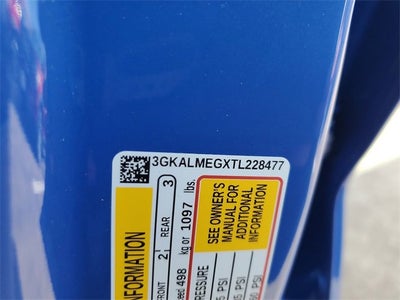 3GKALMEGXTL228477
INFORMATION
FRONT 2 REAR 3
498 kg or 1097 lbs.
SEE OWNER'S
MANUAL FOR
ADDITIONAL
INFORMATION
PSI
PSI
PSI